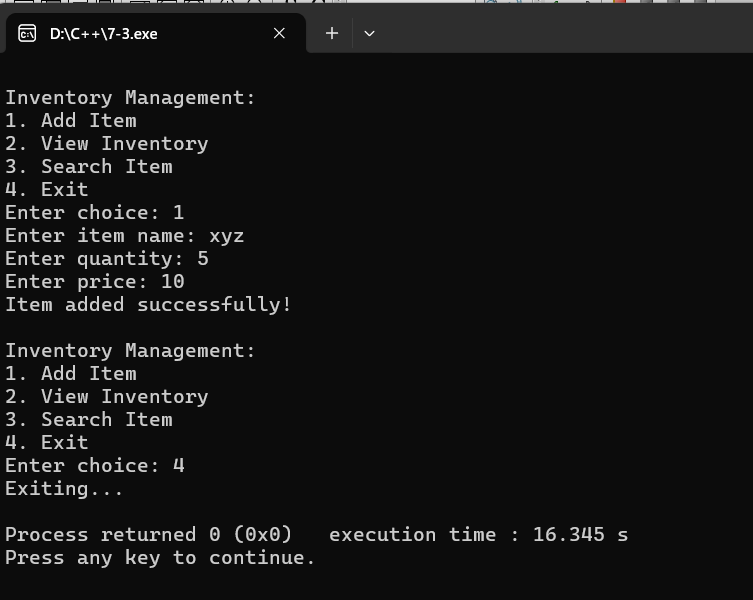 D:\C++\7-3.exe
Inventory Management:
1. Add Item
2. View Inventory
3. Search Item
4. Exit
Enter choice: 1
Enter item name: xyz
Enter quantity: 5
Enter price: 10
Item added successfully!
Inventory Management:
1. Add Item
2. View Inventory
3. Search Item
4. Exit
Enter choice: 4
Exiting...
Process returned 0 (0x0)   execution time : 16.345 s
Press any key to continue.